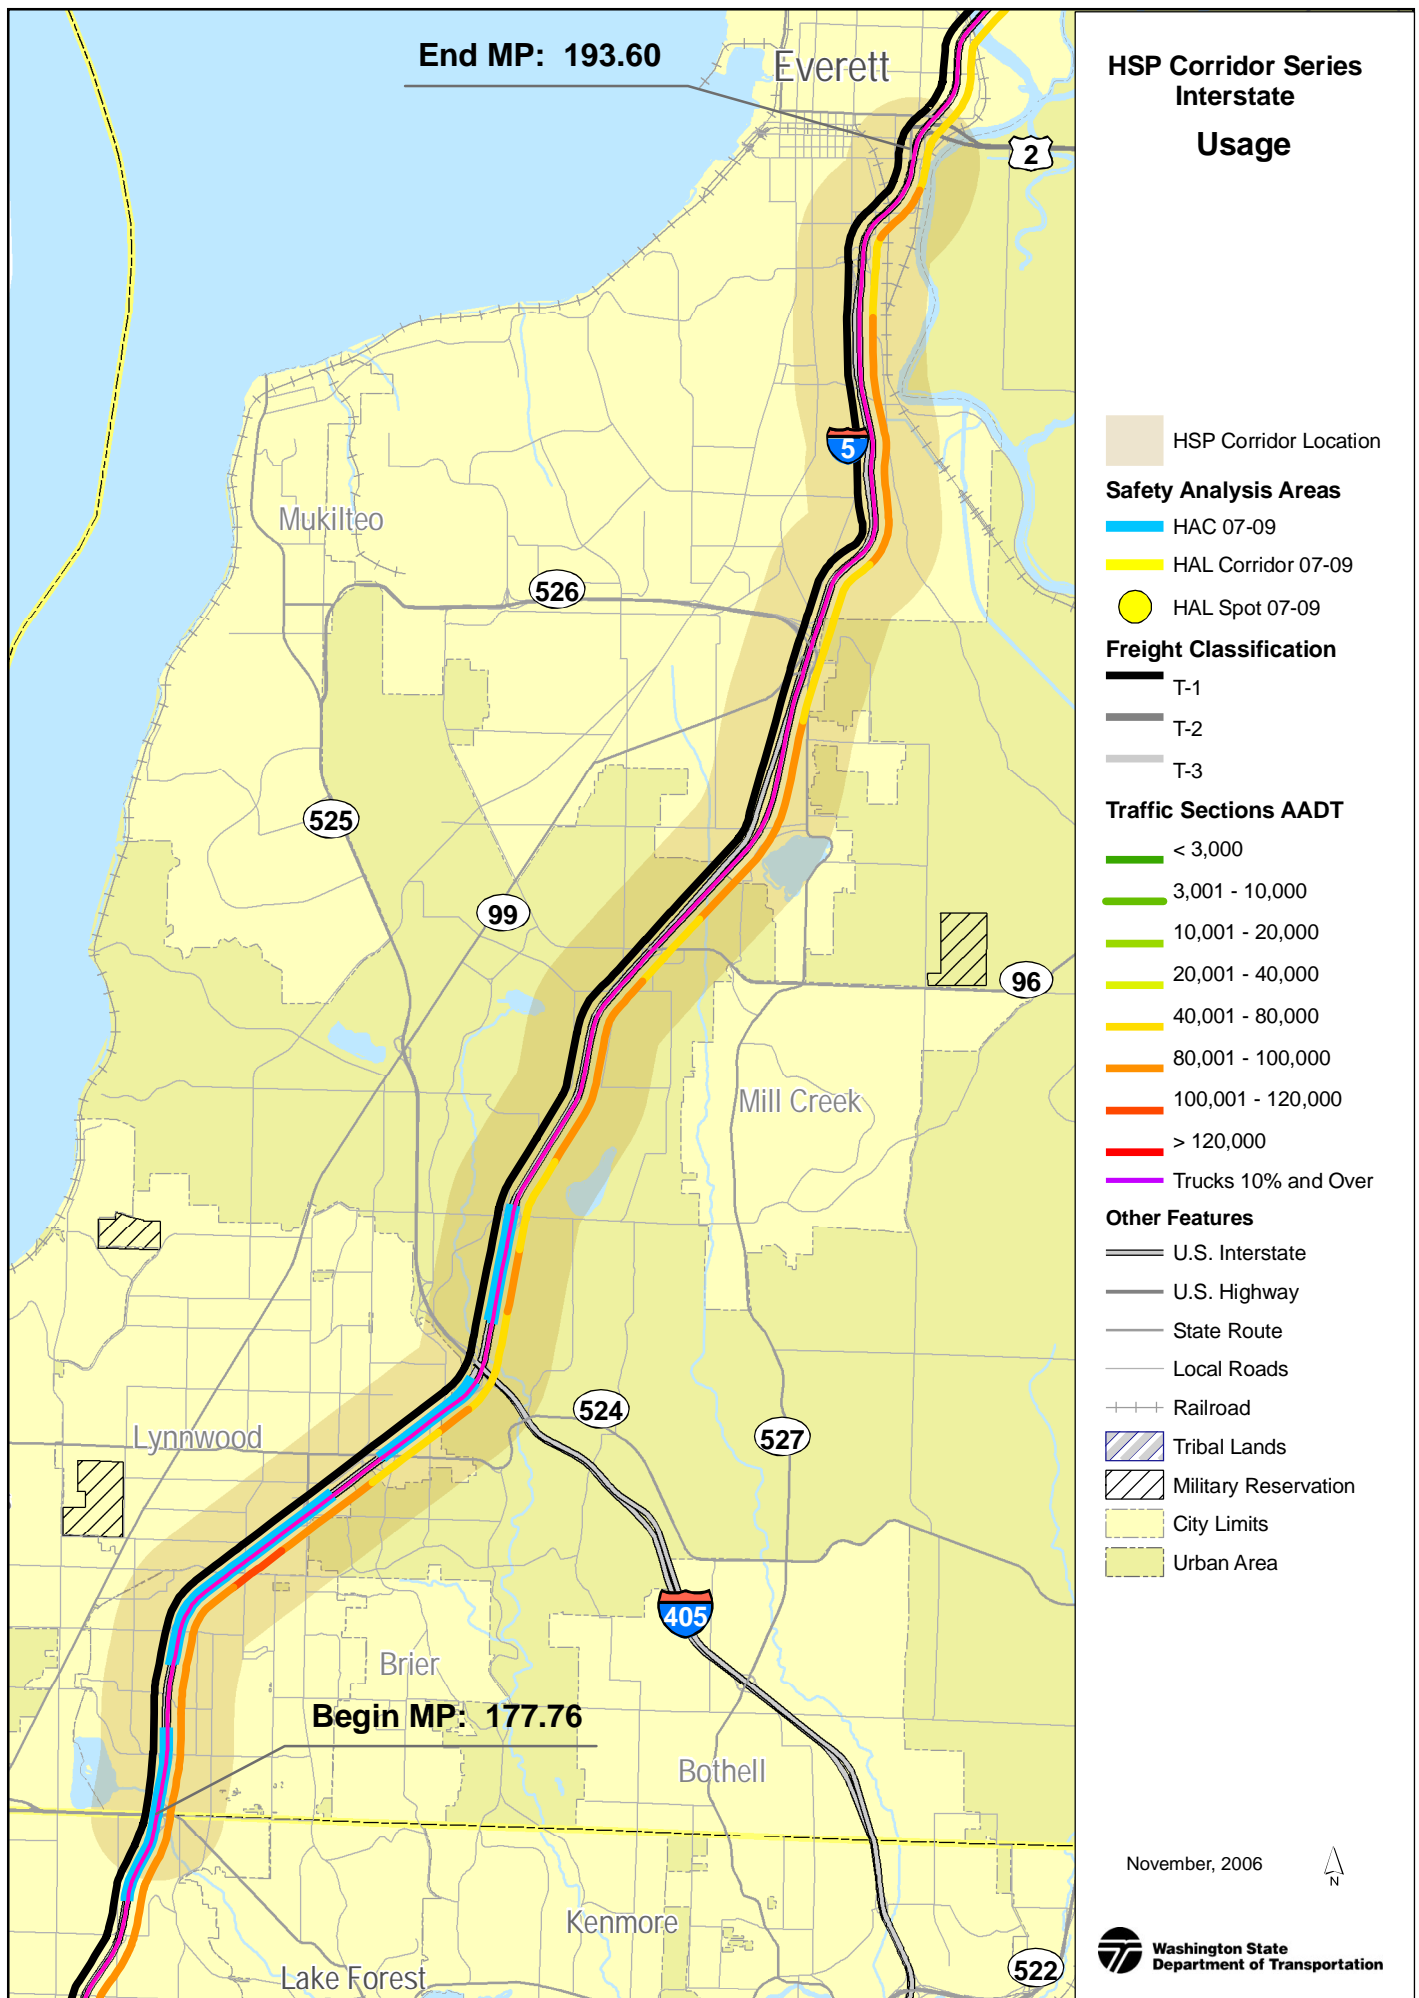 End MP: 193.60
Everett
2
5
Mukilteo
526
525
99
96
Mill Creek
524
527
Lynnwood
405
Brier
Begin MP: 177.76
Bothell
Kenmore
Lake Forest
522
HSP Corridor Series
Interstate
Usage
HSP Corridor Location
Safety Analysis Areas
HAC 07-09
HAL Corridor 07-09
HAL Spot 07-09
Freight Classification
T-1
T-2
T-3
Traffic Sections AADT
< 3,000
3,001 - 10,000
10,001 - 20,000
20,001 - 40,000
40,001 - 80,000
80,001 - 100,000
100,001 - 120,000
> 120,000
Trucks 10% and Over
Other Features
U.S. Interstate
U.S. Highway
State Route
Local Roads
Railroad
Tribal Lands
Military Reservation
City Limits
Urban Area
November, 2006
N
Washington State
Department of Transportation